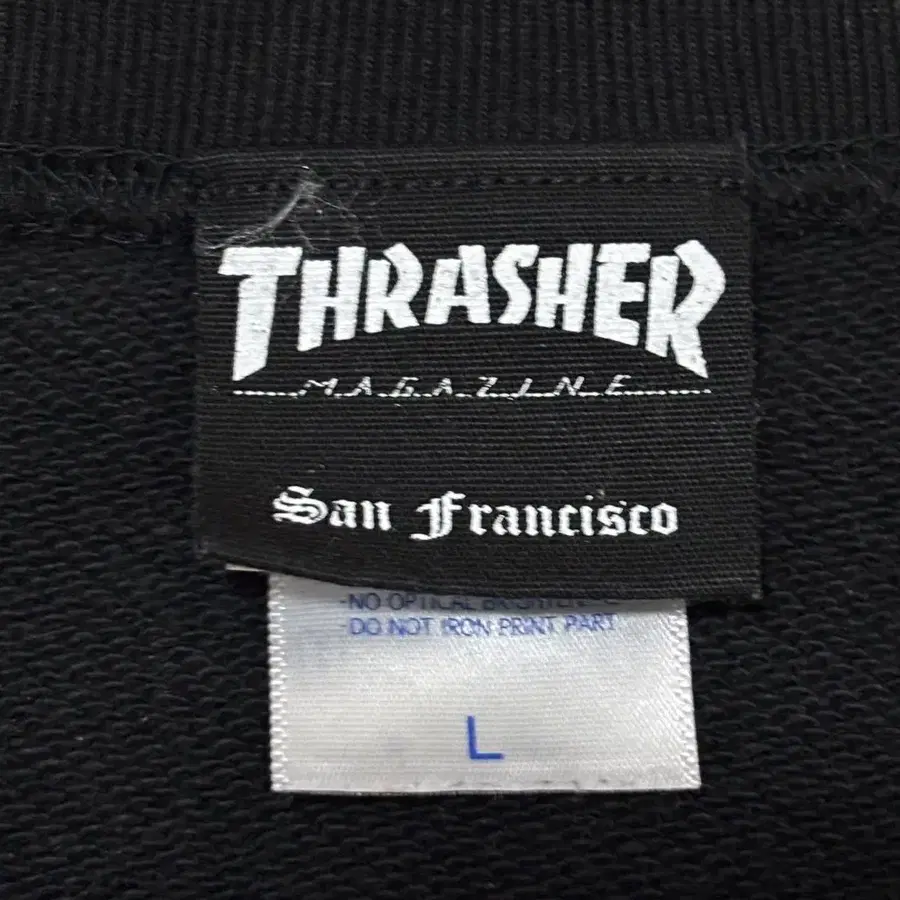 THRASHER
MAGAZINE
San Francisco
-NO OPTICAL BRIGHTENER
DO NOT IRON PRINT PART
L